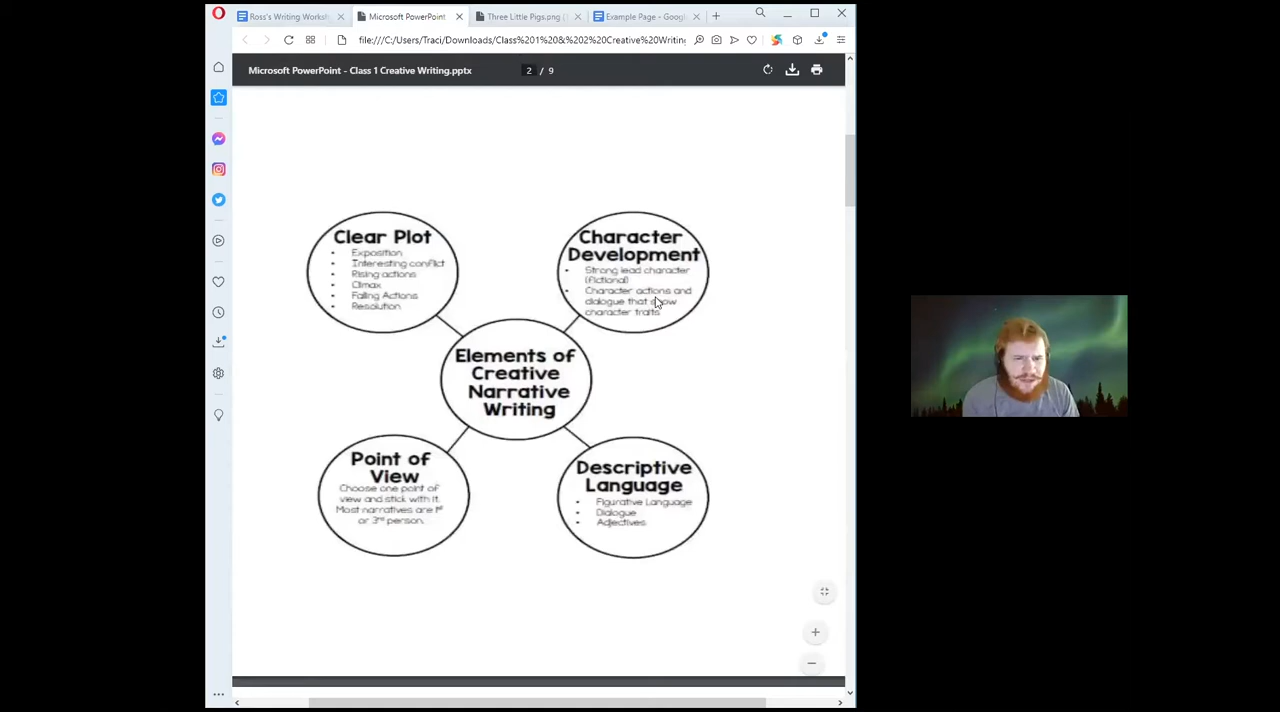 Ross's Writing Worksh
Microsoft PowerPoint
Three Little Pigs.png (
Example Page - Googl
file:///C:/Users/Traci/Downloads/Class%201%20&%202%20Creative%20Writing
Microsoft PowerPoint - Class 1 Creative Writing.pptx
2 / 9
Clear Plot
• Exposition
• Interesting conflict
• Rising actions
• Climax
• Falling Actions
• Resolution
Character
Development
• Strong lead character
(fictional)
• Character actions and
dialogue that show
character traits
Elements of
Creative
Narrative
Writing
Point of
View
Choose one point of
view and stick with it.
Most narratives are 1st
or 3rd person.
Descriptive
Language
• Figurative Language
• Dialogue
• Adjectives